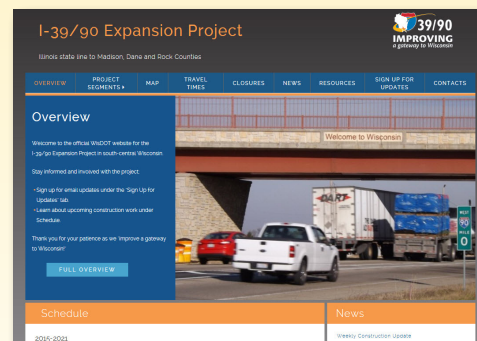 I-39/90 Expansion Project
39/90
IMPROVING
a gateway to Wisconsin
Illinois state line to Madison, Dane and Rock Counties
OVERVIEW
PROJECT
SEGMENTS
MAP
TRAVEL
TIMES
CLOSURES
NEWS
RESOURCES
SIGN UP FOR
UPDATES
CONTACTS
Overview
Welcome to the official WisDOT website for the
I-39/90 Expansion Project in south-central Wisconsin.
Stay informed and involved with the project:
• Sign up for email updates under the 'Sign Up for
Updates' tab.
• Learn about upcoming construction work under
Schedule.
Thank you for your patience as we 'improve a gateway
to Wisconsin!'
FULL OVERVIEW
Welcome to Wisconsin
DART
WEST
90
MILE
0
Schedule
2015-2021
News
Weekly Construction Update